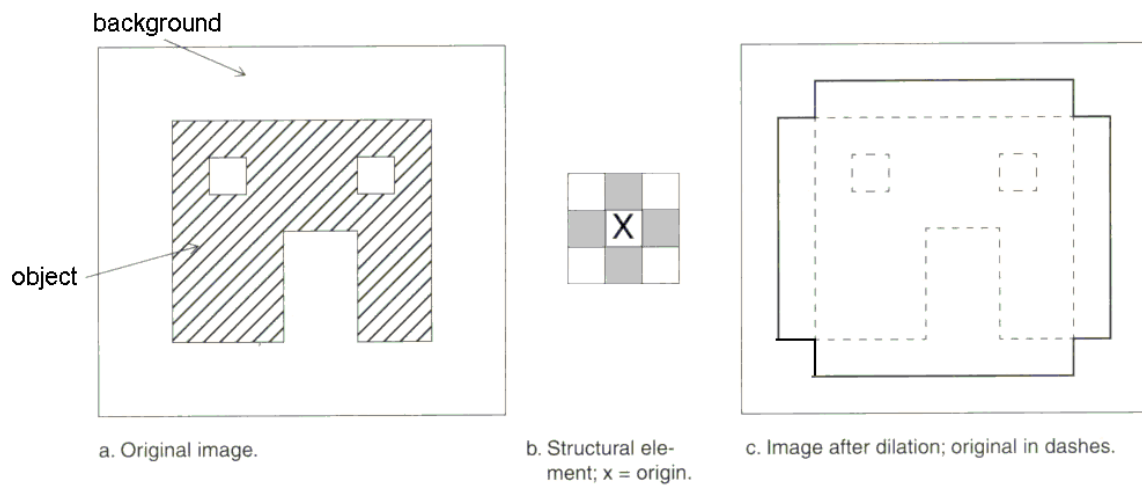 background
object
X
a. Original image.
b. Structural ele-
ment; x = origin.
c. Image after dilation; original in dashes.